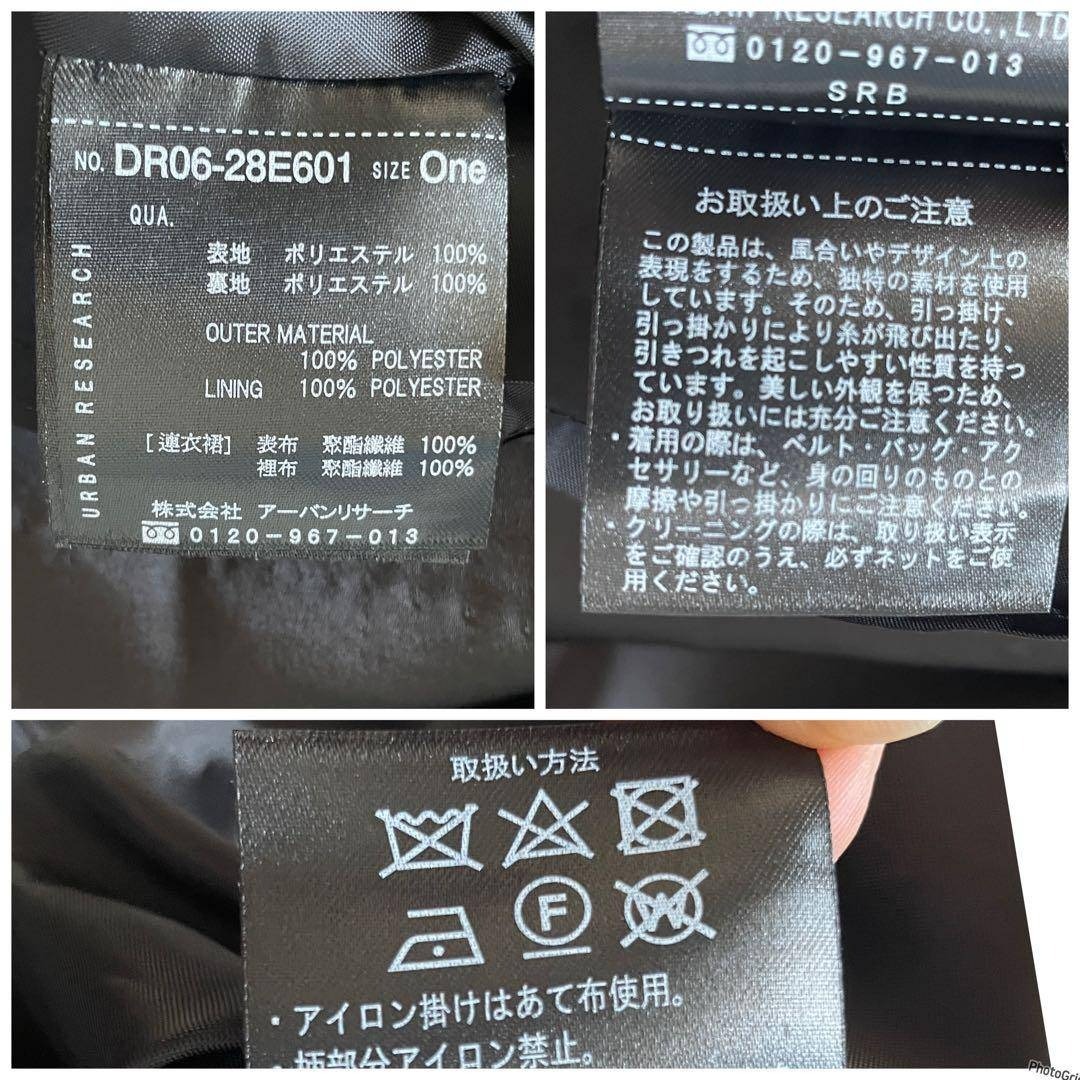 NO. DR06-28E601 SIZE One
QUA.
表地 ポリエステル 100%
裏地 ポリエステル 100%
OUTER MATERIAL
100% POLYESTER
LINING 100% POLYESTER
[連衣裙] 表布 聚酯纖維 100%
裡布 聚酯纖維 100%
株式会社 アーバンリサーチ
0120-967-013
URBAN RESEARCH
RESEARCH CO.,LTD
0120-967-013
SRB
お取扱い上のご注意
この製品は、風合いやデザイン上の
表現をするため、独特の素材を使用
しています。そのため、引っ掛け、
引っ掛かりにより糸が飛び出たり、
引きつれを起こしやすい性質を持っ
ています。美しい外観を保つため、
お取り扱いには充分ご注意ください。
・着用の際は、ベルト・バッグ・アク
セサリーなど、身の回りのものとの
摩擦や引っ掛かりにご注意ください。
・クリーニングの際は、取り扱い表示
をご確認のうえ、必ずネットをご使
用ください。
取扱い方法
F W
・アイロン掛けはあて布使用。
・柄部分アイロン禁止。
PhotoGri